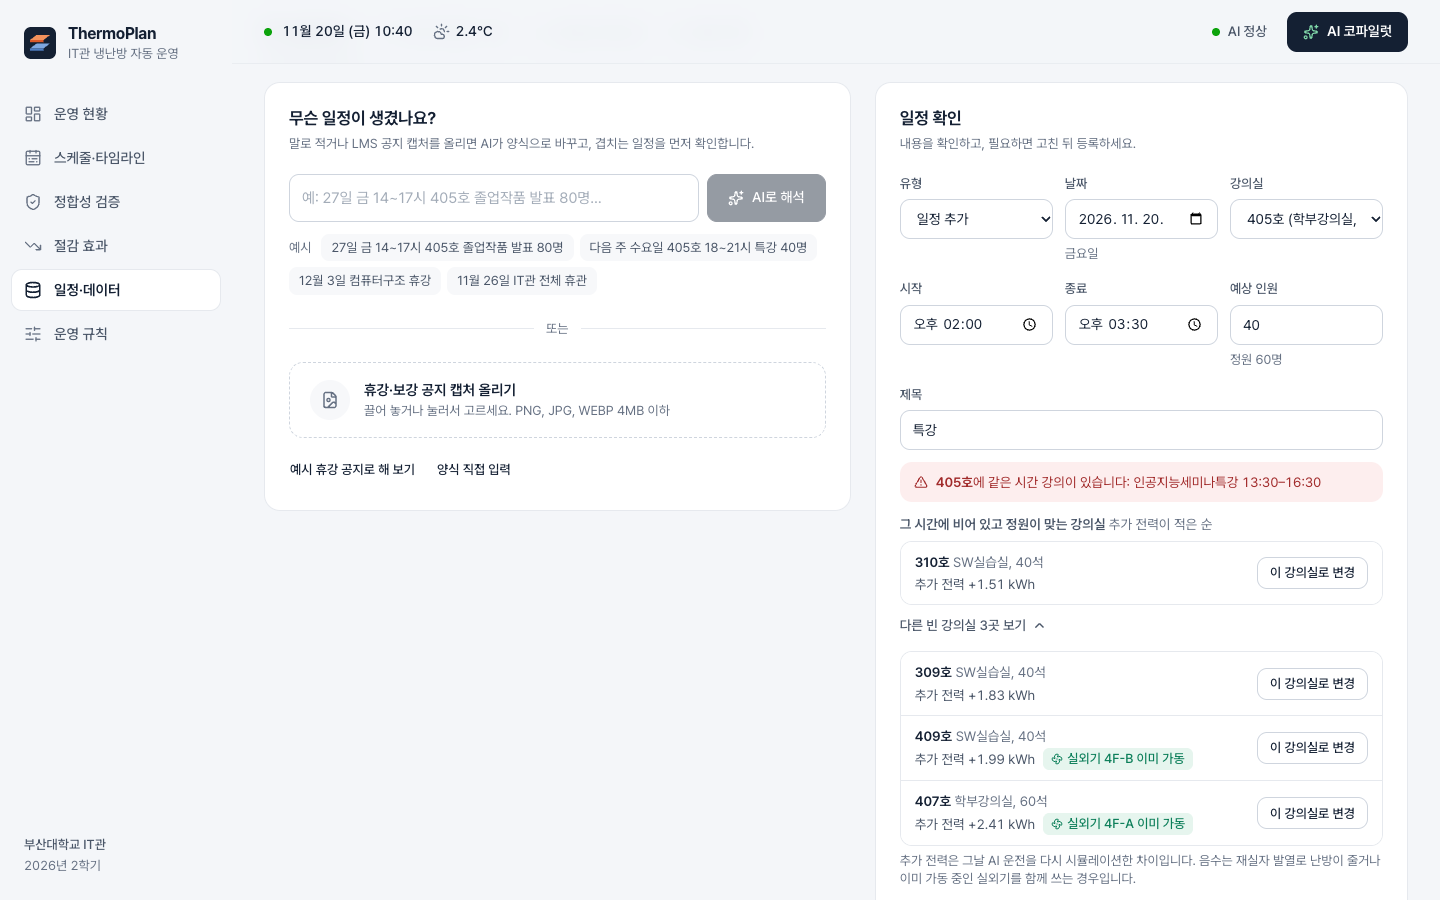 ThermoPlan
IT관 냉난방 자동 운영
운영 현황
스케줄·타임라인
정합성 검증
절감 효과
일정·데이터
운영 규칙
부산대학교 IT관
2026년 2학기
11월 20일 (금) 10:40
2.4°C
AI 정상
AI 코파일럿
무슨 일정이 생겼나요?
말로 적거나 LMS 공지 캡처를 올리면 AI가 양식으로 바꾸고, 겹치는 일정을 먼저 확인합니다.
예: 27일 금 14~17시 405호 졸업작품 발표 80명...
AI로 해석
예시
27일 금 14~17시 405호 졸업작품 발표 80명
다음 주 수요일 405호 18~21시 특강 40명
12월 3일 컴퓨터구조 휴강
11월 26일 IT관 전체 휴관
또는
휴강·보강 공지 캡처 올리기
끌어 놓거나 눌러서 고르세요. PNG, JPG, WEBP 4MB 이하
예시 휴강 공지로 해 보기
양식 직접 입력
일정 확인
내용을 확인하고, 필요하면 고친 뒤 등록하세요.
유형
날짜
강의실
일정 추가
2026. 11. 20.
405호 (학부강의실,
금요일
시작
종료
예상 인원
오후 02:00
오후 03:30
40
정원 60명
제목
특강
405호에 같은 시간 강의가 있습니다: 인공지능세미나특강 13:30–16:30
그 시간에 비어 있고 정원이 맞는 강의실 추가 전력이 적은 순
310호 SW실습실, 40석
추가 전력 +1.51 kWh
이 강의실로 변경
다른 빈 강의실 3곳 보기
309호 SW실습실, 40석
추가 전력 +1.83 kWh
이 강의실로 변경
409호 SW실습실, 40석
추가 전력 +1.99 kWh
실외기 4F-B 이미 가동
이 강의실로 변경
407호 학부강의실, 60석
추가 전력 +2.41 kWh
실외기 4F-A 이미 가동
이 강의실로 변경
추가 전력은 그날 AI 운전을 다시 시뮬레이션한 차이입니다. 음수는 재실자 발열로 난방이 줄거나
이미 가동 중인 실외기를 함께 쓰는 경우입니다.